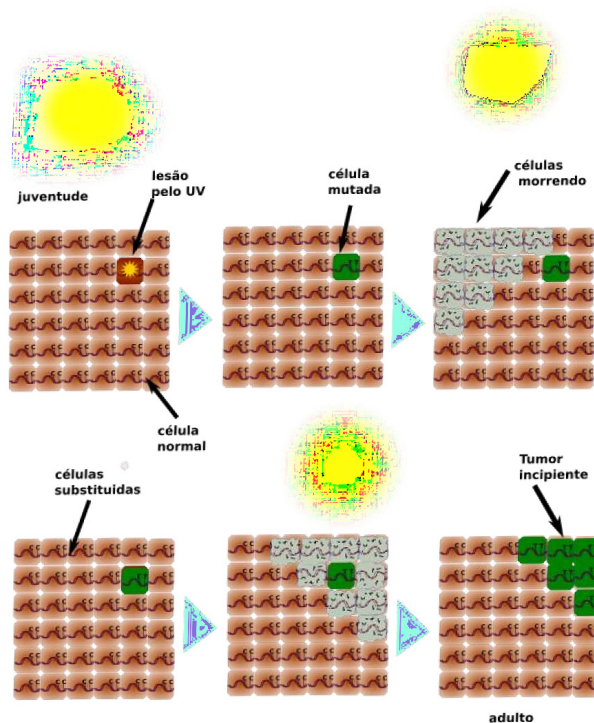 juventude
lesão
pelo UV
célula
mutada
células
morrendo
célula
normal
células
substituidas
Tumor
incipiente
adulto